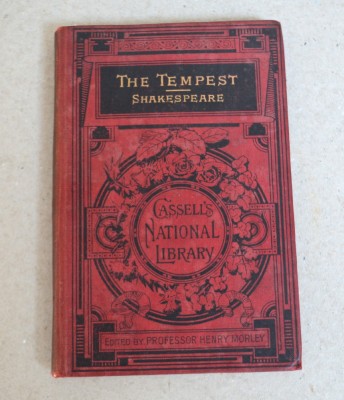 THE TEMPEST
SHAKESPEARE
CASSELL'S
NATIONAL
LIBRARY
EDITED BY PROFESSOR HENRY MORLEY